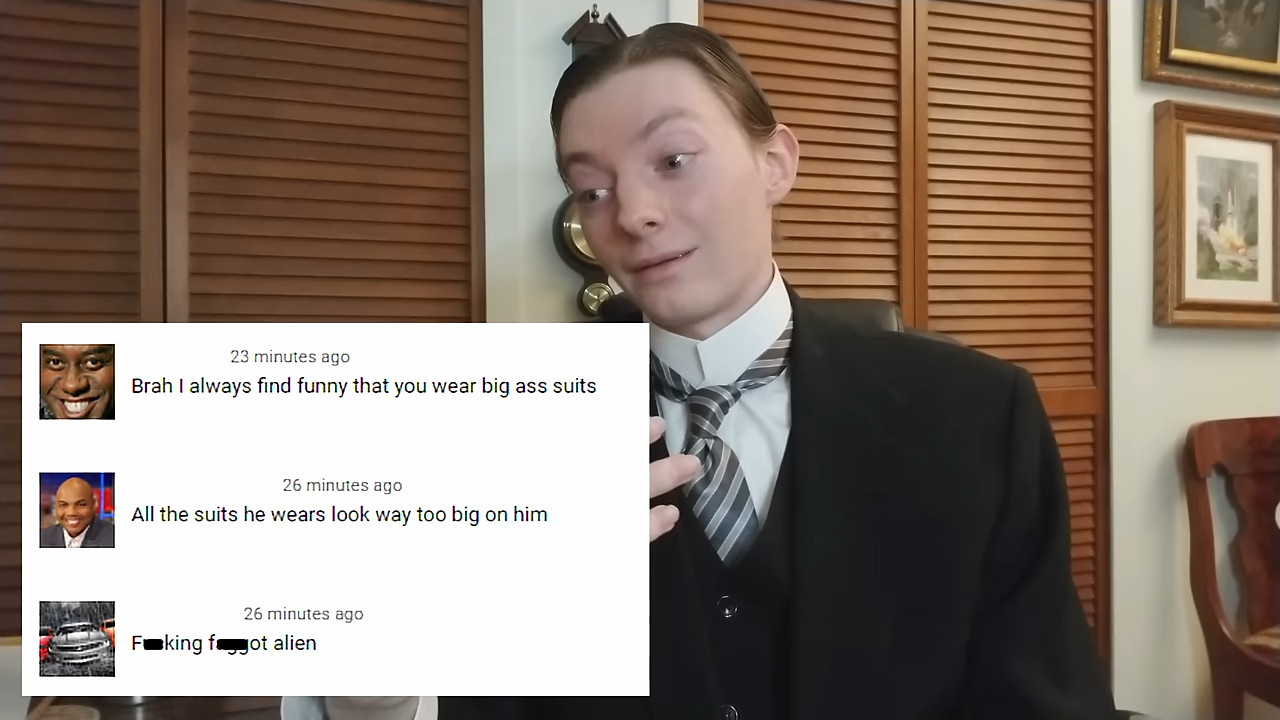 23 minutes ago
Brah I always find funny that you wear big ass suits
26 minutes ago
All the suits he wears look way too big on him
26 minutes ago
F king f got alien